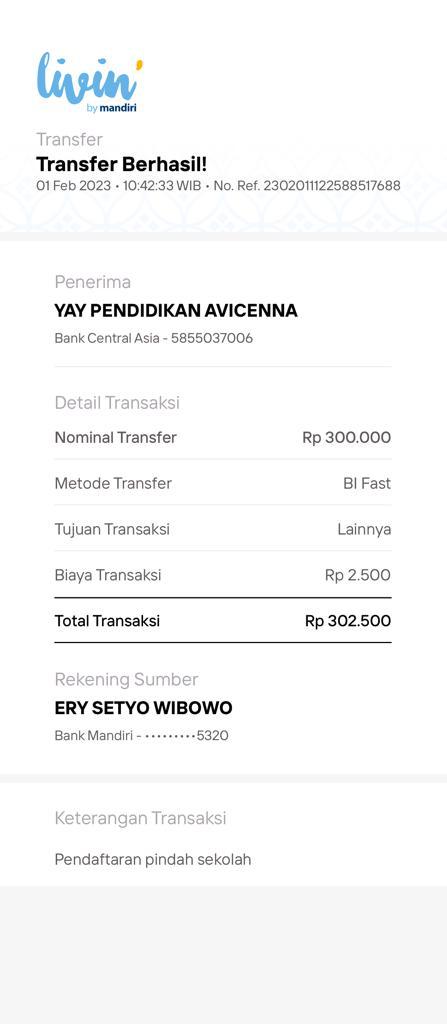 livin'
by mandiri
Transfer
Transfer Berhasil!
01 Feb 2023 • 10:42:33 WIB • No. Ref. 2302011122588517688
Penerima
YAY PENDIDIKAN AVICENNA
Bank Central Asia - 5855037006
Detail Transaksi
Nominal Transfer Rp 300.000
Metode Transfer BI Fast
Tujuan Transaksi Lainnya
Biaya Transaksi Rp 2.500
Total Transaksi Rp 302.500
Rekening Sumber
ERY SETYO WIBOWO
Bank Mandiri - •••••••••5320
Keterangan Transaksi
Pendaftaran pindah sekolah